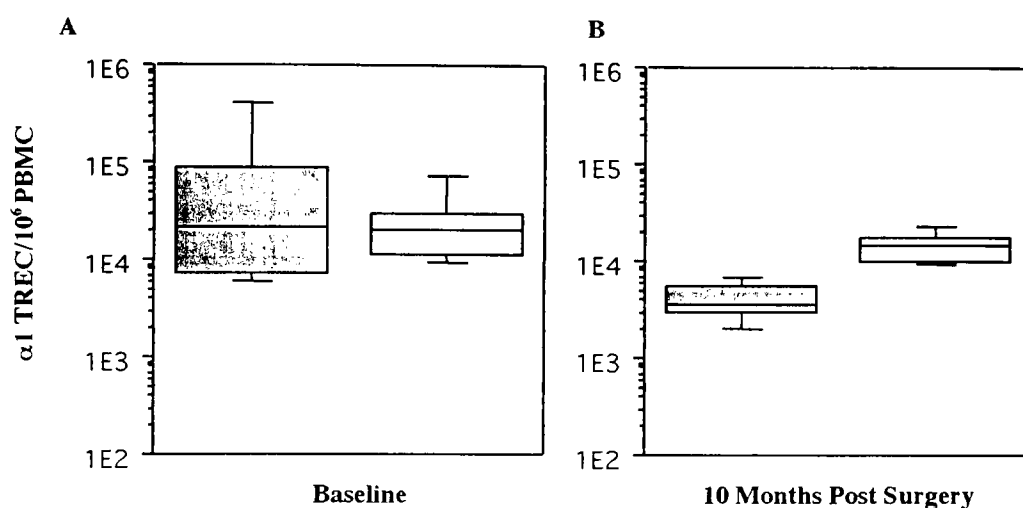 A
B
α1 TREC/10⁶ PBMC
1E6
1E5
1E4
1E3
1E2
1E6
1E5
1E4
1E3
1E2
Baseline
10 Months Post Surgery